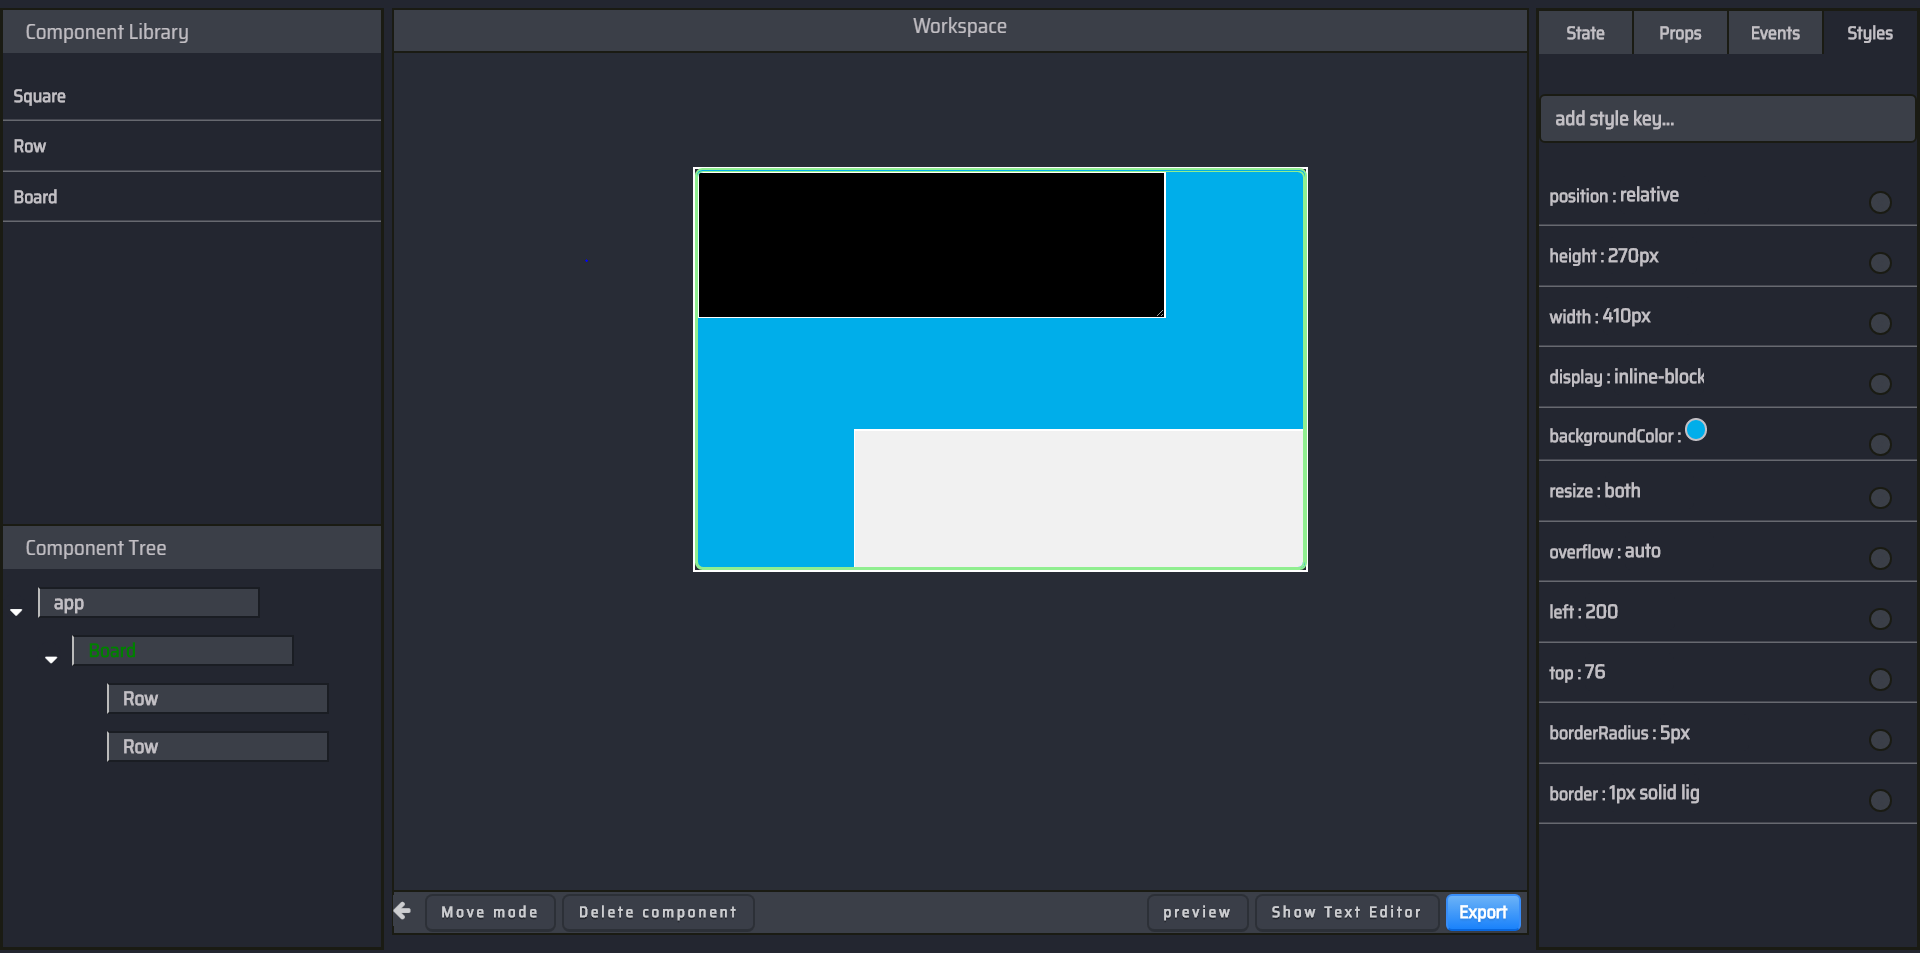 Component Library
Square
Row
Board
Component Tree
app
Board
Row
Row
Workspace
Move mode
Delete component
preview
Show Text Editor
Export
State
Props
Events
Styles
add style key...
position : relative
height : 270px
width : 410px
display : inline-block
backgroundColor :
resize : both
overflow : auto
left : 200
top : 76
borderRadius : 5px
border : 1px solid lig